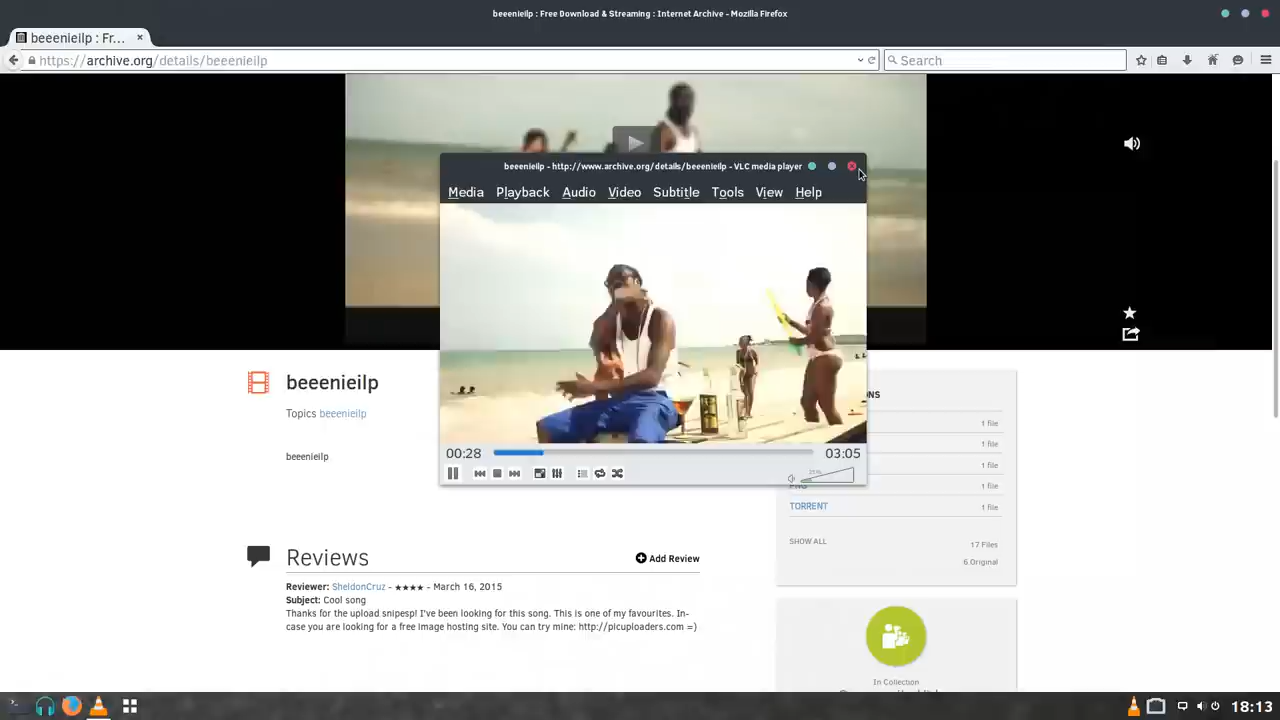 beeenieilp : Free Download & Streaming : Internet Archive - Mozilla Firefox
beeenieilp : Fr... ×
https://archive.org/details/beeenieilp
Search
beeenieilp - http://www.archive.org/details/beeenieilp - VLC media player
Media Playback Audio Video Subtitle Tools View Help
beeenieilp
Topics beeenieilp
beeenieilp
NS
1 file
1 file
1 file
00:28 03:05
25%
PNG 1 file
TORRENT 1 file
SHOW ALL 17 Files
6 Original
Reviews
Add Review
Reviewer: SheldonCruz - ★★★★ - March 16, 2015
Subject: Cool song
Thanks for the upload snipesp! I've been looking for this song. This is one of my favourites. In-
case you are looking for a free image hosting site. You can try mine: http://picuploaders.com =)
In Collection
18:13